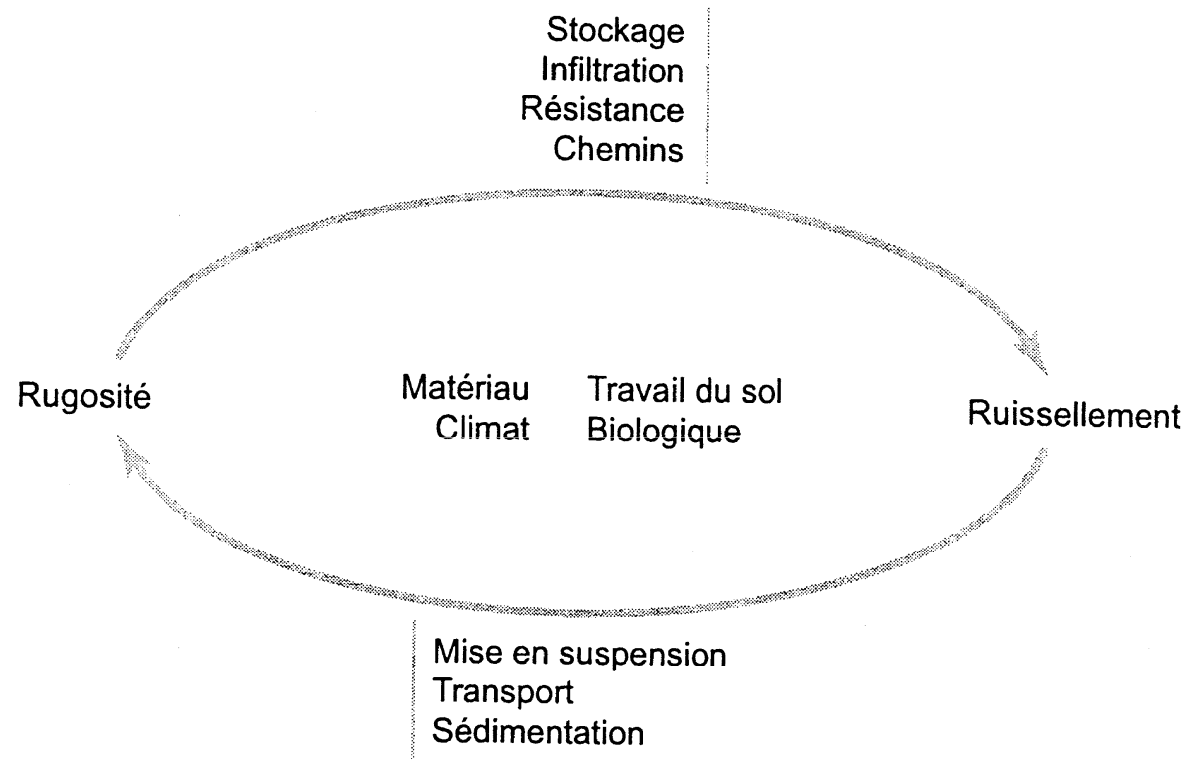 Stockage
Infiltration
Résistance
Chemins
Rugosité
Matériau
Climat
Travail du sol
Biologique
Ruissellement
Mise en suspension
Transport
Sédimentation